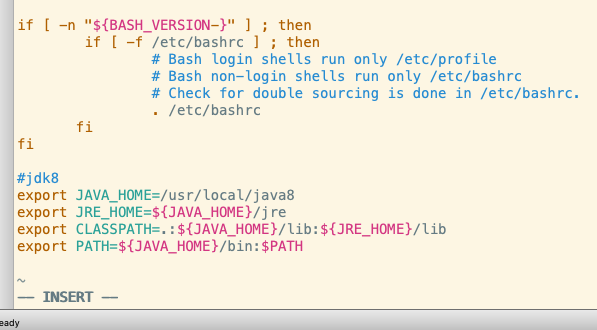 if [ -n "${BASH_VERSION-}" ] ; then
        if [ -f /etc/bashrc ] ; then
                # Bash login shells run only /etc/profile
                # Bash non-login shells run only /etc/bashrc
                # Check for double sourcing is done in /etc/bashrc.
                . /etc/bashrc
       fi
fi
#jdk8
export JAVA_HOME=/usr/local/java8
export JRE_HOME=${JAVA_HOME}/jre
export CLASSPATH=.:${JAVA_HOME}/lib:${JRE_HOME}/lib
export PATH=${JAVA_HOME}/bin:$PATH
~
-- INSERT --
eady